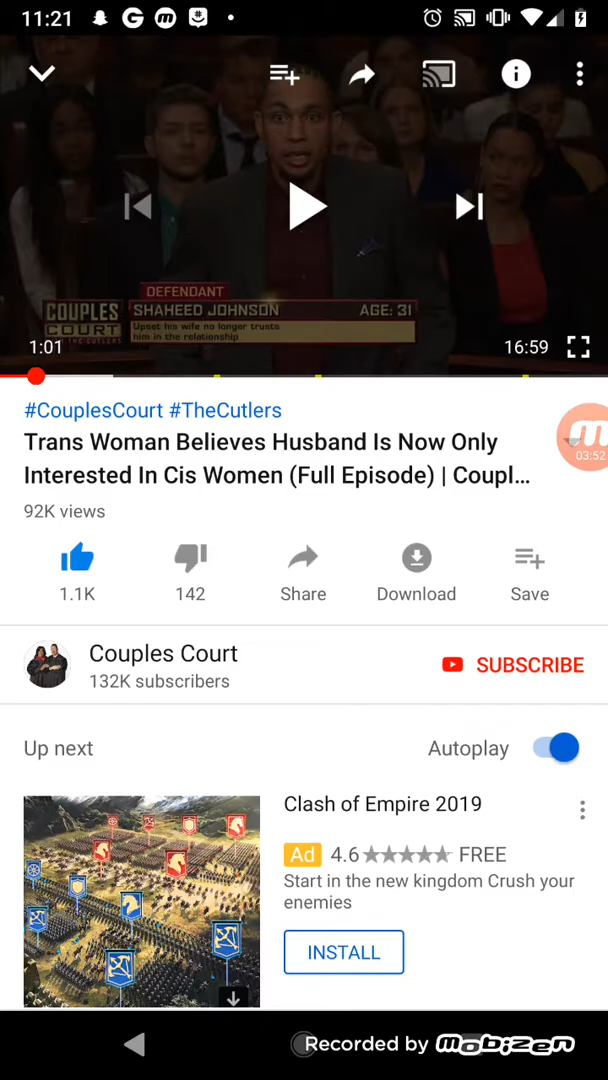 11:21
DEFENDANT
COUPLES COURT THE CUTLERS
SHAHEED JOHNSON AGE: 31
Upset his wife no longer trusts
him in the relationship
1:01
16:59
#CouplesCourt #TheCutlers
Trans Woman Believes Husband Is Now Only
Interested In Cis Women (Full Episode) | Coupl...
03:52
92K views
1.1K
142
Share
Download
Save
Couples Court
132K subscribers
SUBSCRIBE
Up next
Autoplay
Clash of Empire 2019
Ad 4.6 FREE
Start in the new kingdom Crush your
enemies
INSTALL
Recorded by mobizen